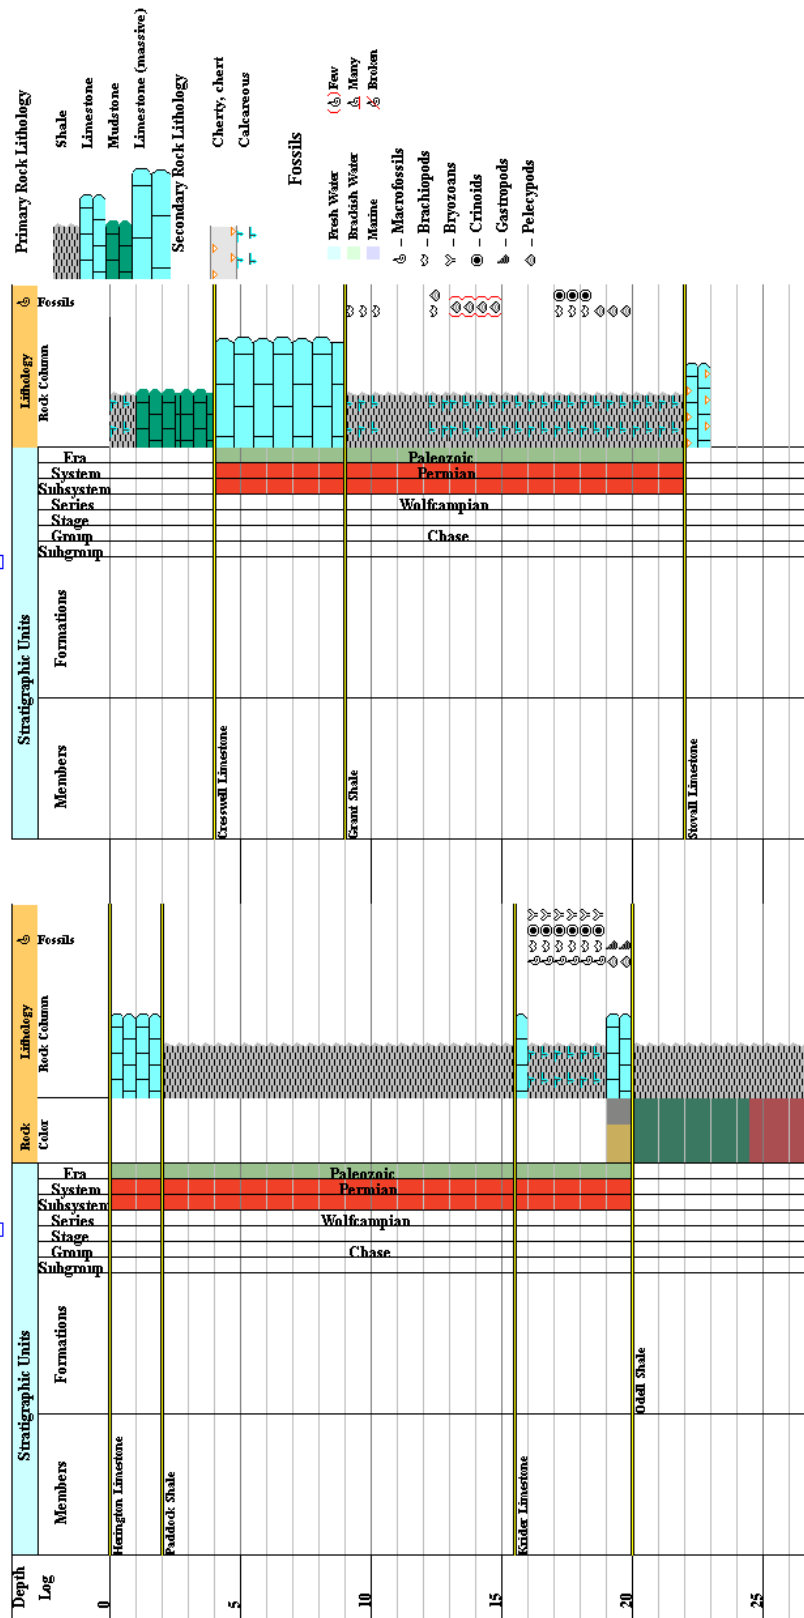 Depth
Log
0
5
10
15
20
25
Stratigraphic Units
Members
Formations
Subgroup
Group
Stage
Series
Subsystem
System
Era
Rock
Color
Lithology
Rock Column
Fossils
Herington Limestone
Paddock Shale
Krider Limestone
Odell Shale
Chase
Wolfcampian
Permian
Paleozoic
Stratigraphic Units
Members
Formations
Subgroup
Group
Stage
Series
Subsystem
System
Era
Lithology
Rock Column
Fossils
Cresswell Limestone
Grant Shale
Stovall Limestone
Chase
Wolfcampian
Permian
Paleozoic
Primary Rock Lithology
Shale
Limestone
Mudstone
Limestone (massive)
Secondary Rock Lithology
Cherty, chert
Calcareous
Fossils
Fresh Water
Brackish Water
Marine
Few
Many
Broken
– Macrofossils
– Brachiopods
– Bryozoans
– Crinoids
– Gastropods
– Pelecypods